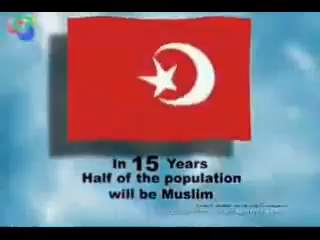 In 15 Years
Half of the population
will be Muslim